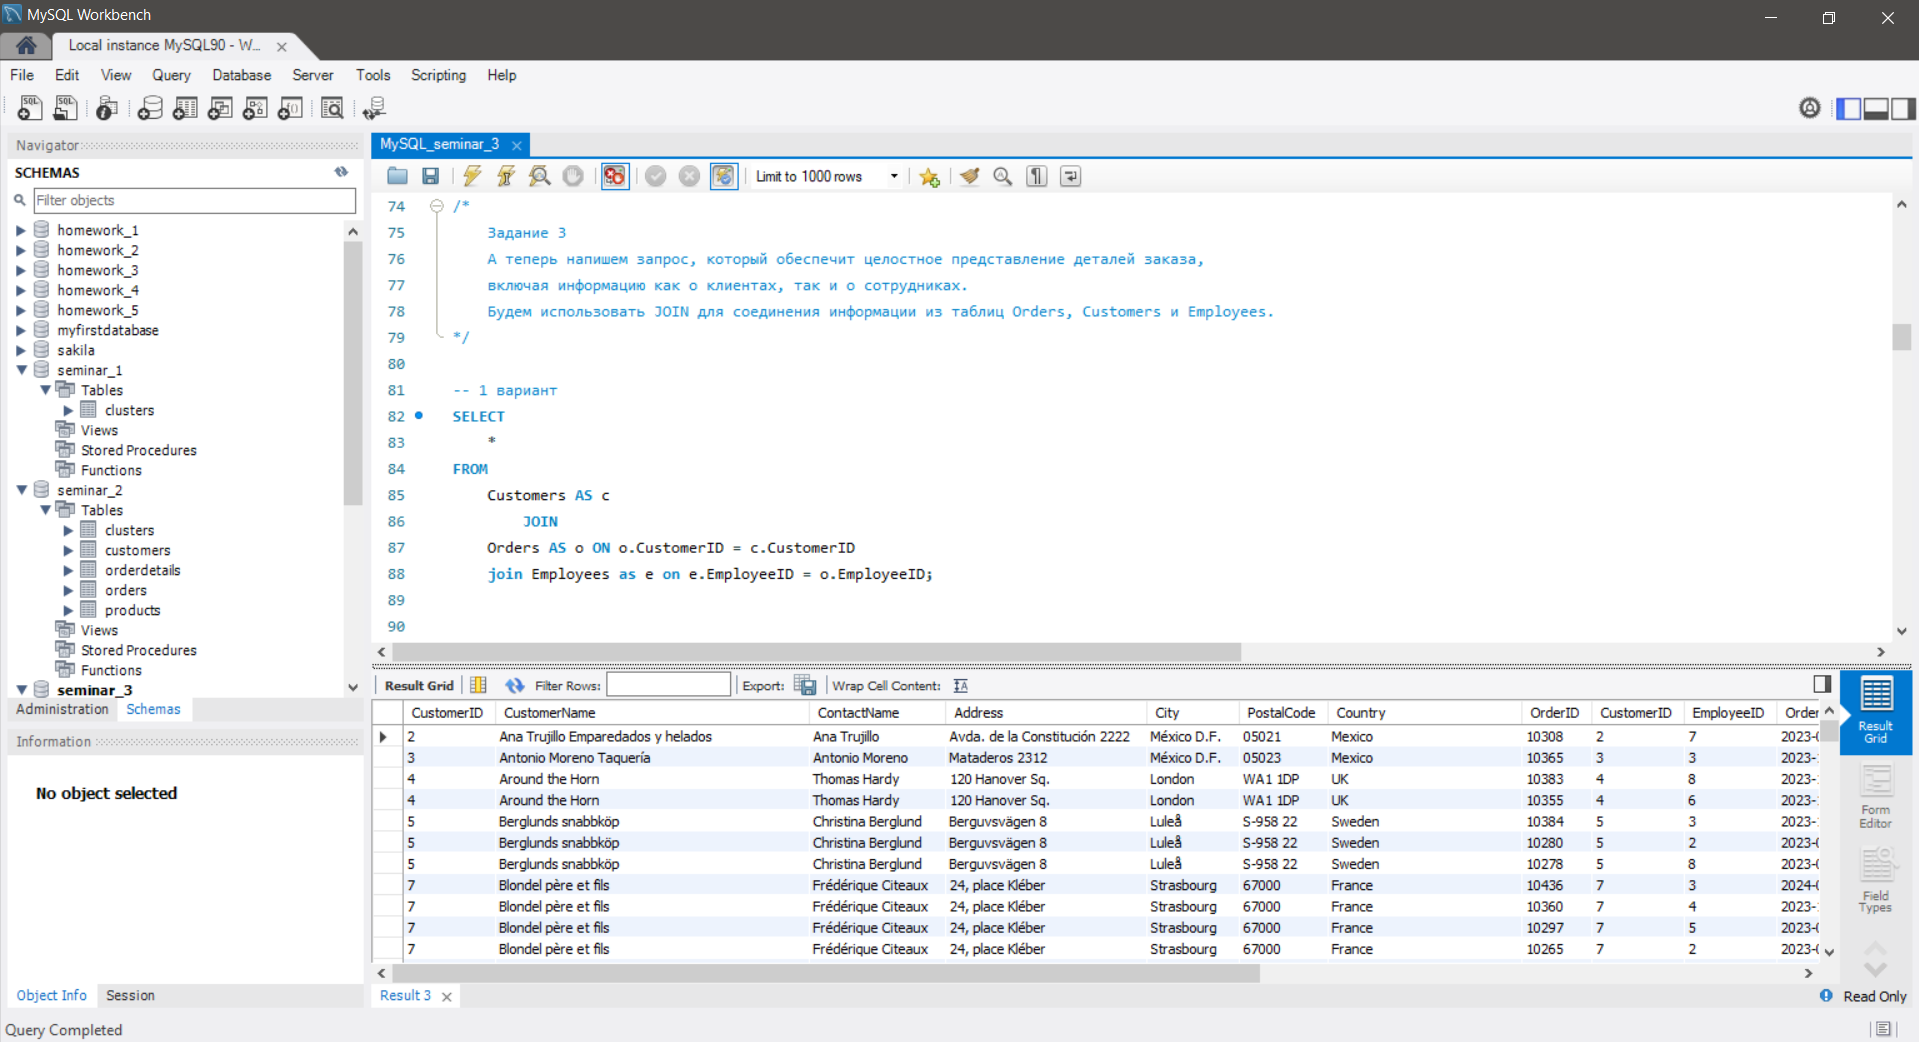 MySQL Workbench
Local instance MySQL90 - W...
File Edit View Query Database Server Tools Scripting Help
Navigator
SCHEMAS
Filter objects
homework_1
homework_2
homework_3
homework_4
homework_5
myfirstdatabase
sakila
seminar_1
Tables
clusters
Views
Stored Procedures
Functions
seminar_2
Tables
clusters
customers
orderdetails
orders
products
Views
Stored Procedures
Functions
seminar_3
Administration Schemas
Information
No object selected
Object Info Session
Query Completed
MySQL_seminar_3
Limit to 1000 rows
74 /*
75 Задание 3
76 А теперь напишем запрос, который обеспечит целостное представление деталей заказа,
77 включая информацию как о клиентах, так и о сотрудниках.
78 Будем использовать JOIN для соединения информации из таблиц Orders, Customers и Employees.
79 */
80
81 -- 1 вариант
82 SELECT
83 *
84 FROM
85 Customers AS c
86 JOIN
87 Orders AS o ON o.CustomerID = c.CustomerID
88 join Employees as e on e.EmployeeID = o.EmployeeID;
89
90
Result Grid Filter Rows: Export: Wrap Cell Content:
CustomerID CustomerName ContactName Address City PostalCode Country OrderID CustomerID EmployeeID Order
2 Ana Trujillo Emparedados y helados Ana Trujillo Avda. de la Constitución 2222 México D.F. 05021 Mexico 10308 2 7 2023-0
3 Antonio Moreno Taquería Antonio Moreno Mataderos 2312 México D.F. 05023 Mexico 10365 3 3 2023-
4 Around the Horn Thomas Hardy 120 Hanover Sq. London WA1 1DP UK 10383 4 8 2023-
4 Around the Horn Thomas Hardy 120 Hanover Sq. London WA1 1DP UK 10355 4 6 2023-
5 Berglunds snabbköp Christina Berglund Berguvsvägen 8 Luleå S-958 22 Sweden 10384 5 3 2023-
5 Berglunds snabbköp Christina Berglund Berguvsvägen 8 Luleå S-958 22 Sweden 10280 5 2 2023-0
5 Berglunds snabbköp Christina Berglund Berguvsvägen 8 Luleå S-958 22 Sweden 10278 5 8 2023-0
7 Blondel père et fils Frédérique Citeaux 24, place Kléber Strasbourg 67000 France 10436 7 3 2024-0
7 Blondel père et fils Frédérique Citeaux 24, place Kléber Strasbourg 67000 France 10360 7 4 2023-
7 Blondel père et fils Frédérique Citeaux 24, place Kléber Strasbourg 67000 France 10297 7 5 2023-0
7 Blondel père et fils Frédérique Citeaux 24, place Kléber Strasbourg 67000 France 10265 7 2 2023-0
Result
Grid
Form
Editor
Field
Types
Result 3
Read Only